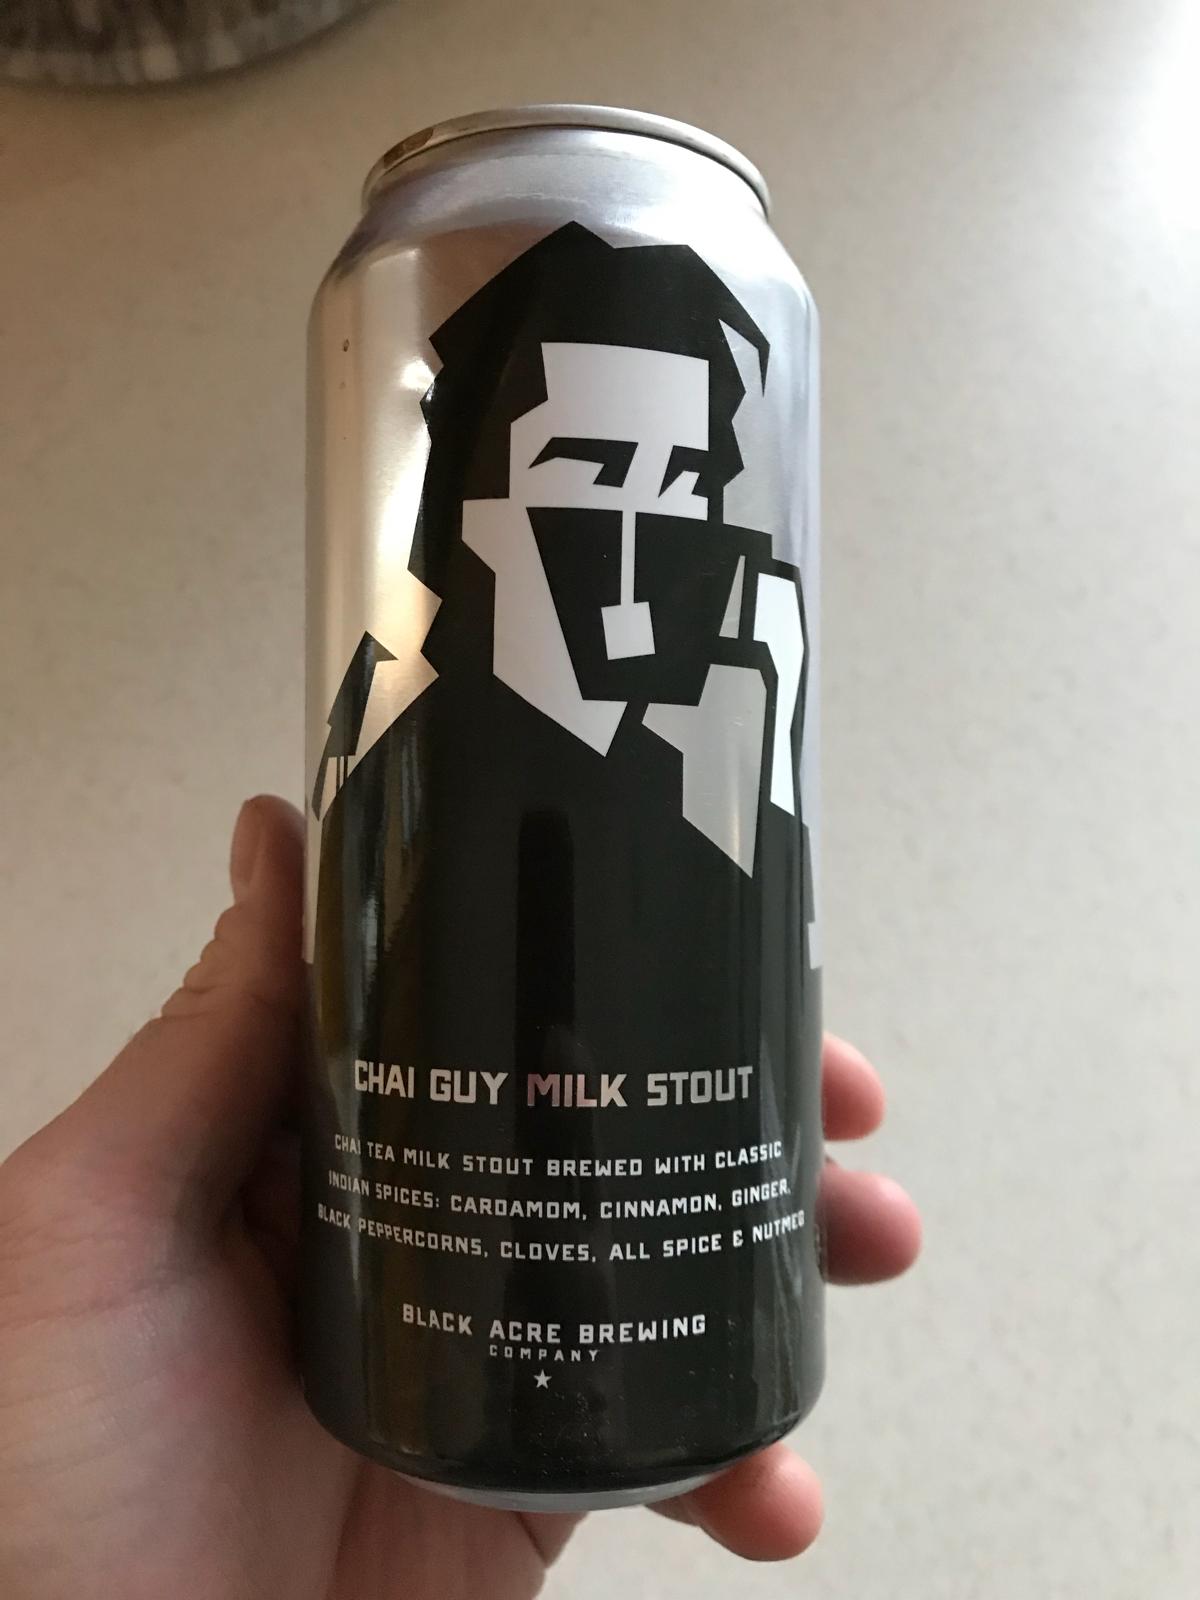 CHAI GUY MILK STOUT
CHAI TEA MILK STOUT BREWED WITH CLASSIC
INDIAN SPICES: CARDAMOM, CINNAMON, GINGER,
BLACK PEPPERCORNS, CLOVES, ALL SPICE & NUTMEG
BLACK ACRE BREWING
COMPANY